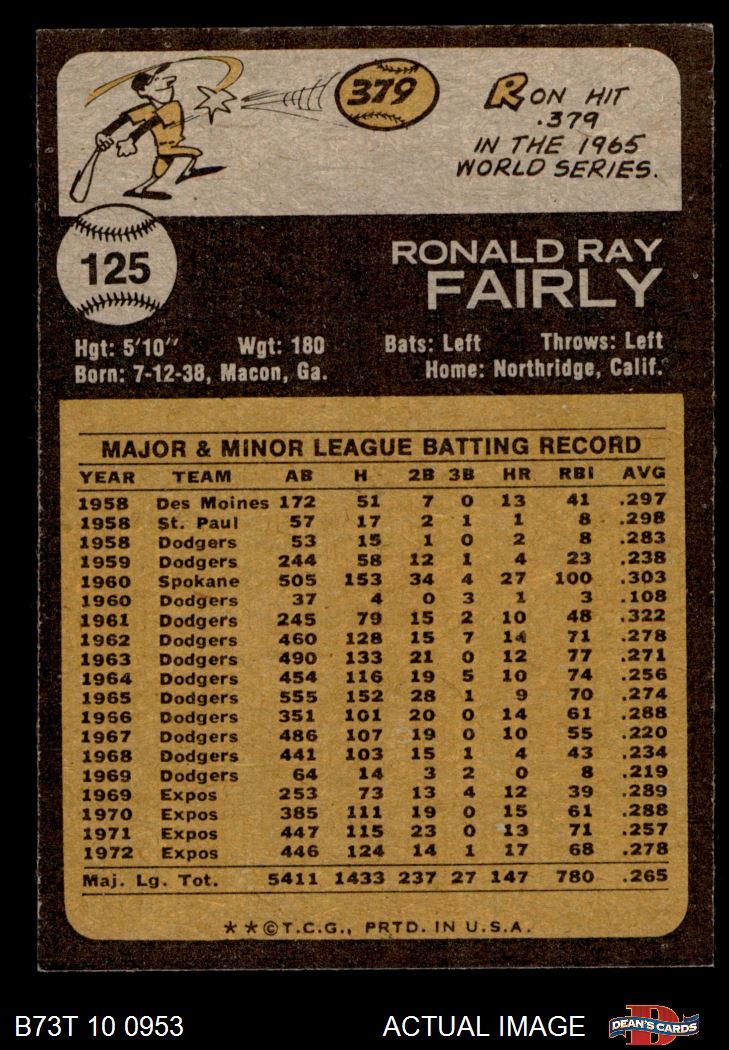 379
RON HIT
.379
IN THE 1965
WORLD SERIES.
125
RONALD RAY
FAIRLY
Hgt: 5'10" Wgt: 180 Bats: Left Throws: Left
Born: 7-12-38, Macon, Ga. Home: Northridge, Calif.
MAJOR & MINOR LEAGUE BATTING RECORD
YEAR TEAM AB H 2B 3B HR RBI AVG
1958 Des Moines 172 51 7 0 13 41 .297
1958 St. Paul 57 17 2 1 1 8 .298
1958 Dodgers 53 15 1 0 2 8 .283
1959 Dodgers 244 58 12 1 4 23 .238
1960 Spokane 505 153 34 4 27 100 .303
1960 Dodgers 37 4 0 3 1 3 .108
1961 Dodgers 245 79 15 2 10 48 .322
1962 Dodgers 460 128 15 7 14 71 .278
1963 Dodgers 490 133 21 0 12 77 .271
1964 Dodgers 454 116 19 5 10 74 .256
1965 Dodgers 555 152 28 1 9 70 .274
1966 Dodgers 351 101 20 0 14 61 .288
1967 Dodgers 486 107 19 0 10 55 .220
1968 Dodgers 441 103 15 1 4 43 .234
1969 Dodgers 64 14 3 2 0 8 .219
1969 Expos 253 73 13 4 12 39 .289
1970 Expos 385 111 19 0 15 61 .288
1971 Expos 447 115 23 0 13 71 .257
1972 Expos 446 124 14 1 17 68 .278
Maj. Lg. Tot. 5411 1433 237 27 147 780 .265
**©T.C.G., PRTD. IN U.S.A.
B73T 10 0953 ACTUAL IMAGE DEAN'S CARDS